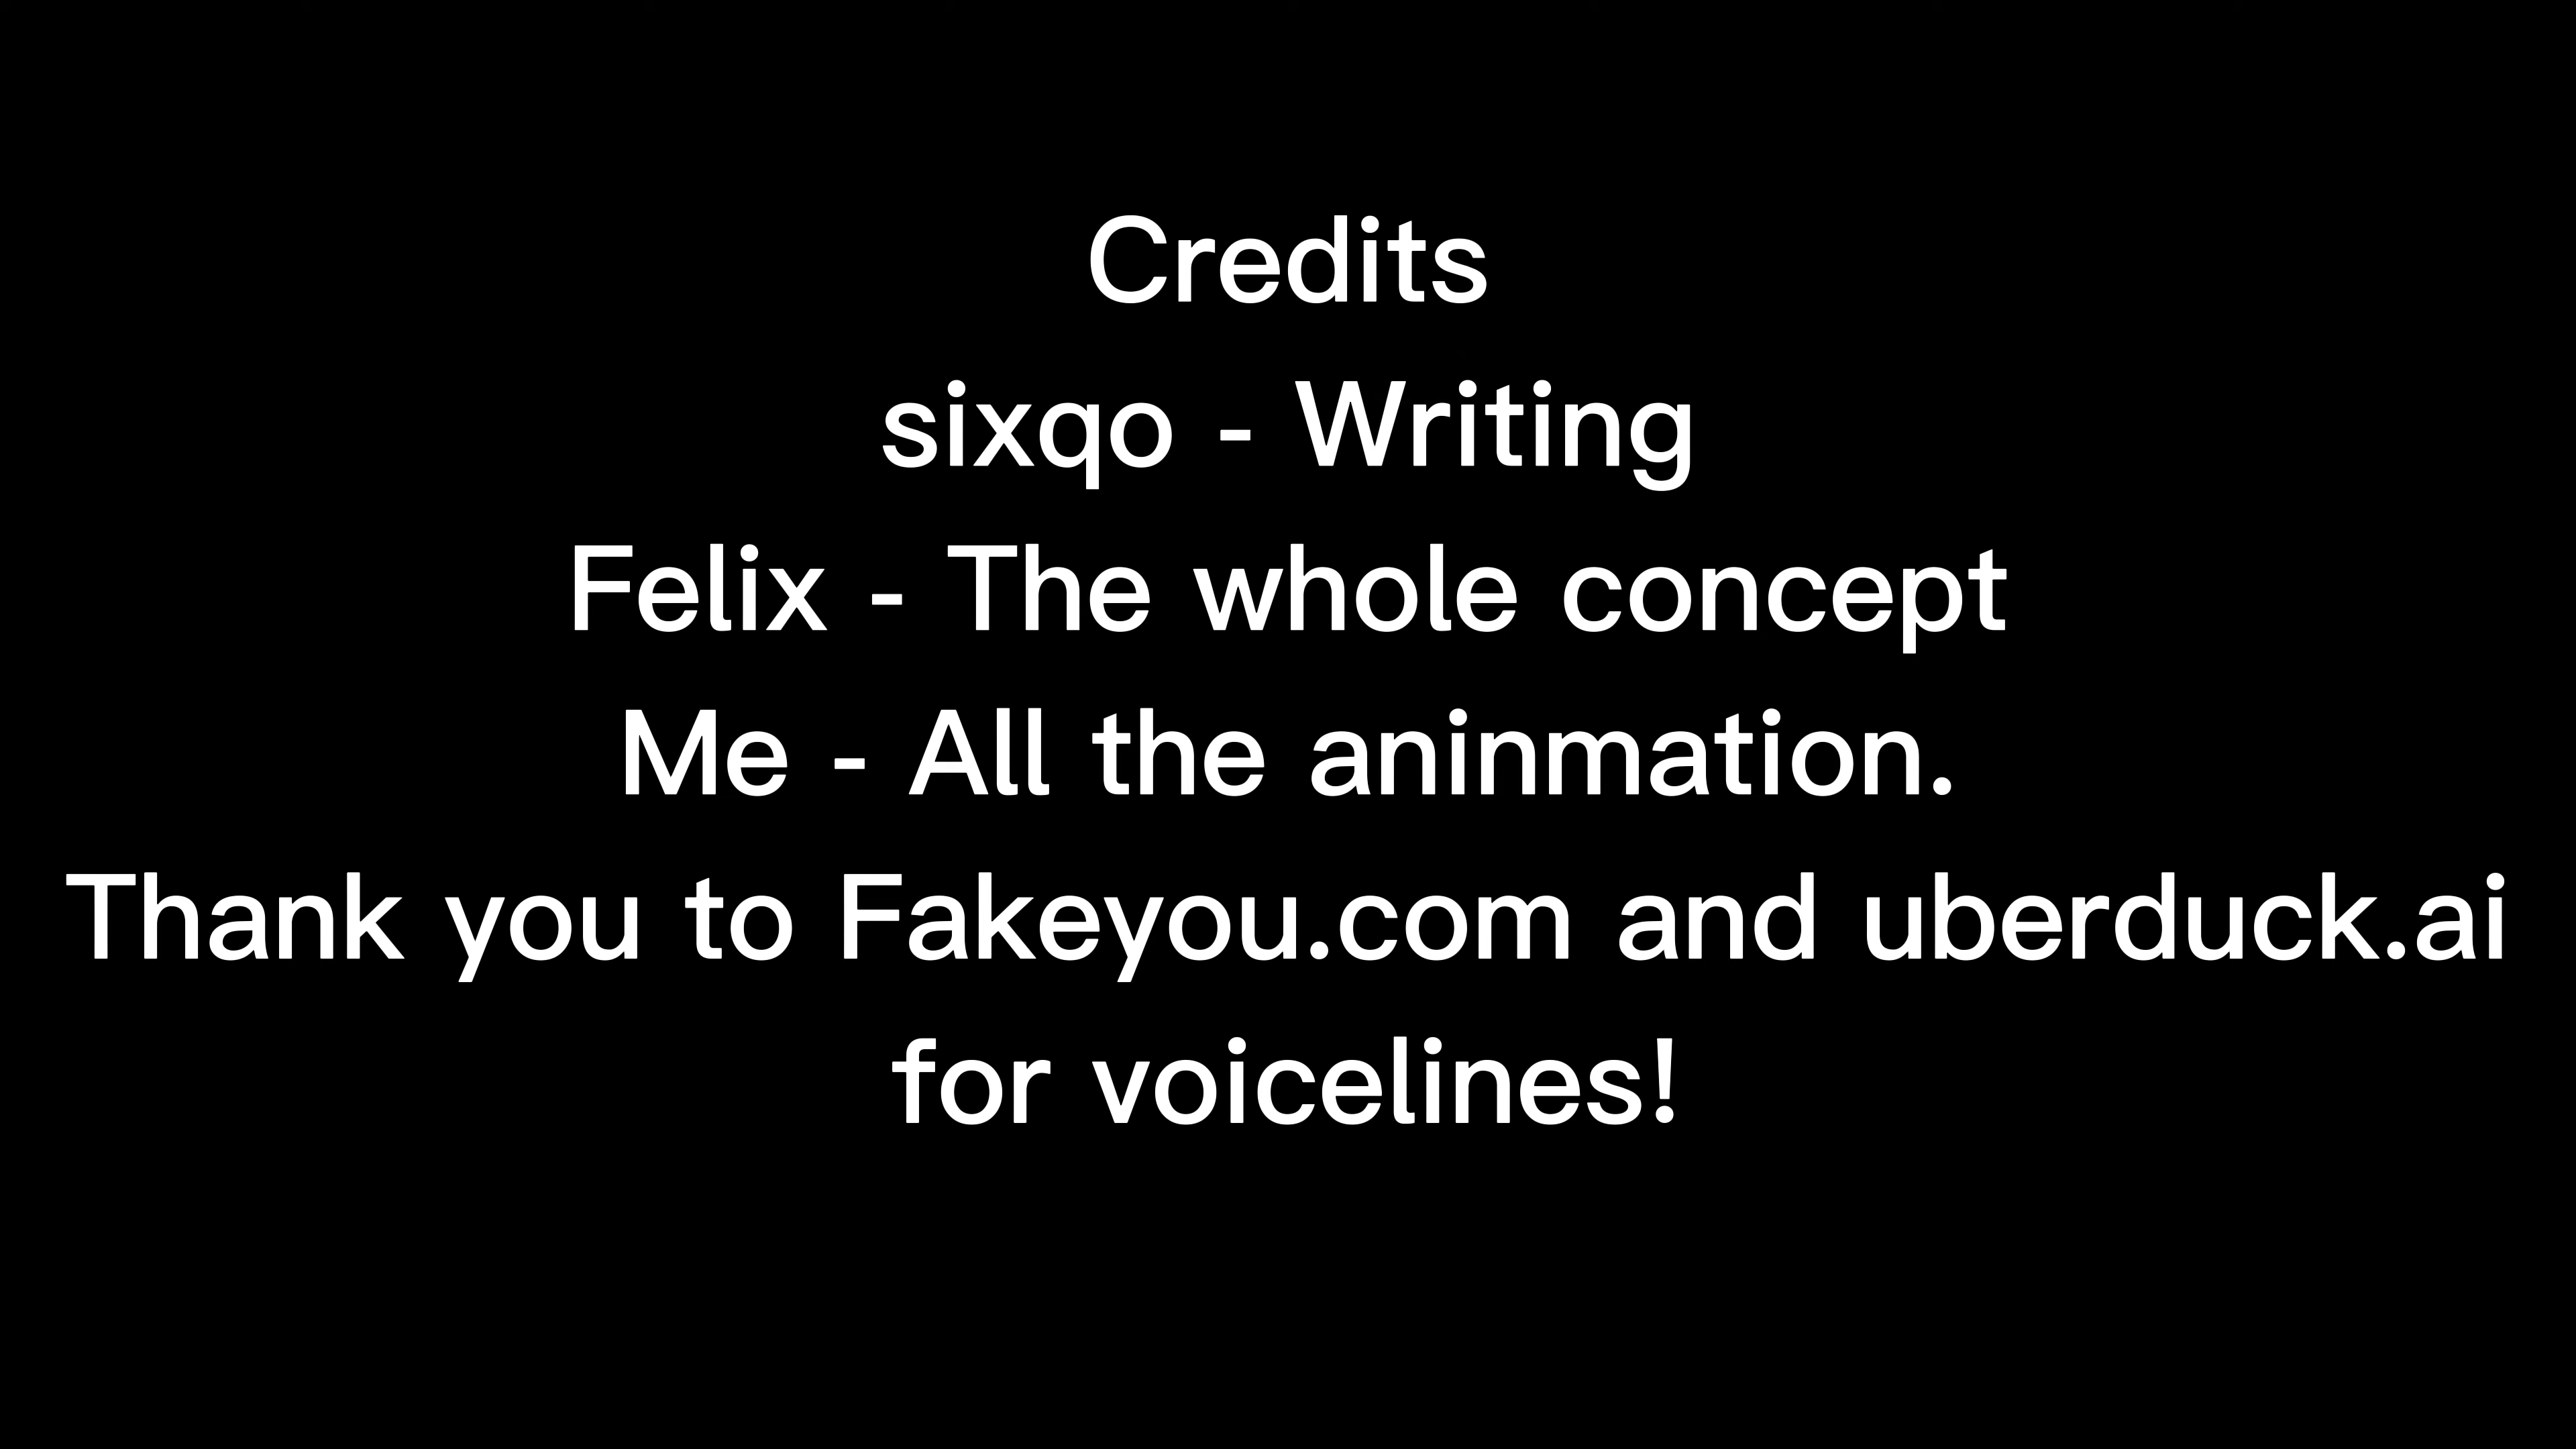 Credits
sixqo - Writing
Felix - The whole concept
Me - All the aninmation.
Thank you to Fakeyou.com and uberduck.ai
for voicelines!